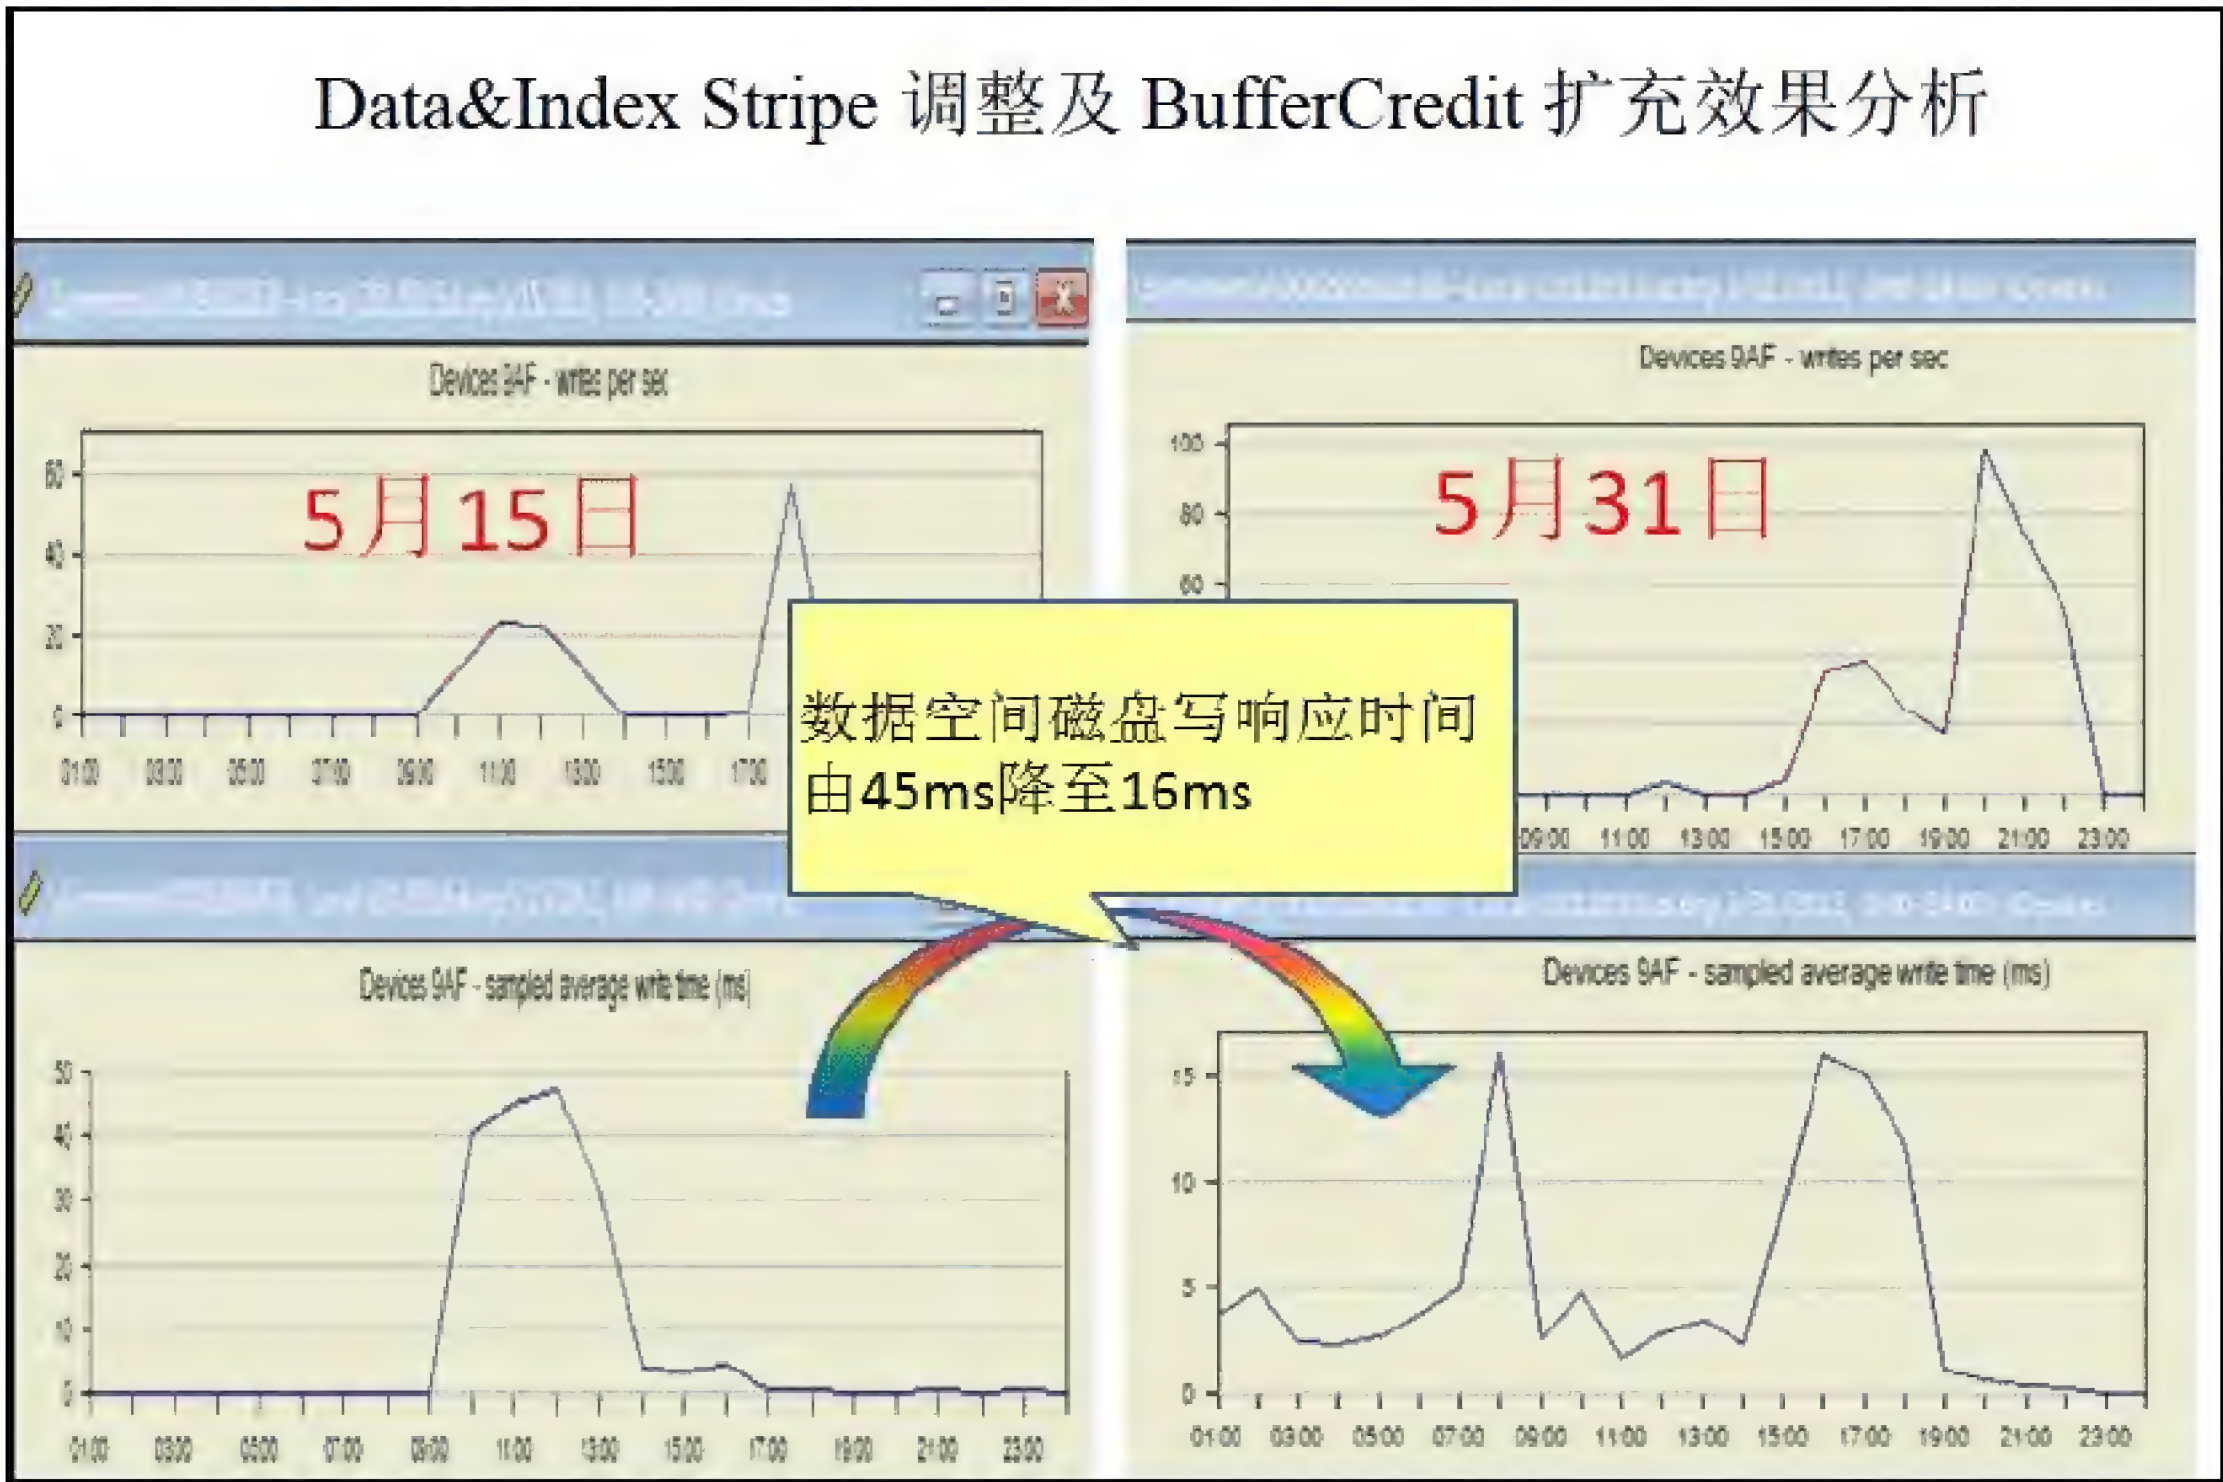 Data&Index Stripe 调整及 BufferCredit 扩充效果分析
Devices 9AF - writes per sec
5月15日
60
40
20
0
01:00 03:00 05:00 07:00 09:00 11:00 13:00 15:00 17:00
Devices 9AF - writes per sec
5月31日
100
80
60
09:00 11:00 13:00 15:00 17:00 19:00 21:00 23:00
数据空间磁盘写响应时间
由45ms降至16ms
Devices 9AF - sampled average write time (ms)
50
40
30
20
10
0
01:00 03:00 05:00 07:00 09:00 11:00 13:00 15:00 17:00 19:00 21:00 23:00
Devices 9AF - sampled average write time (ms)
15
10
5
0
01:00 03:00 05:00 07:00 09:00 11:00 13:00 15:00 17:00 19:00 21:00 23:00